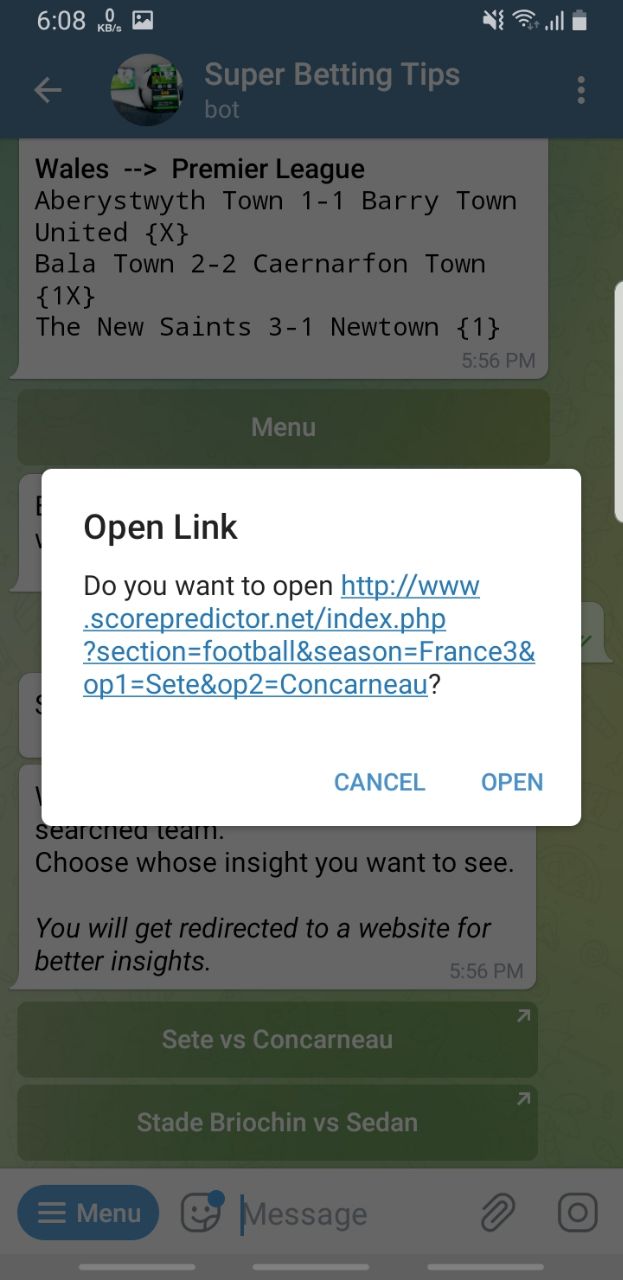 6:08 0 KB/s
Super Betting Tips
bot
Wales --> Premier League
Aberystwyth Town 1-1 Barry Town
United {X}
Bala Town 2-2 Caernarfon Town
{1X}
The New Saints 3-1 Newtown {1}
5:56 PM
Menu
Open Link
Do you want to open http://www
.scorepredictor.net/index.php
?section=football&season=France3&
op1=Sete&op2=Concarneau?
CANCEL OPEN
searched team.
Choose whose insight you want to see.
You will get redirected to a website for
better insights.
5:56 PM
Sete vs Concarneau
Stade Briochin vs Sedan
Menu Message